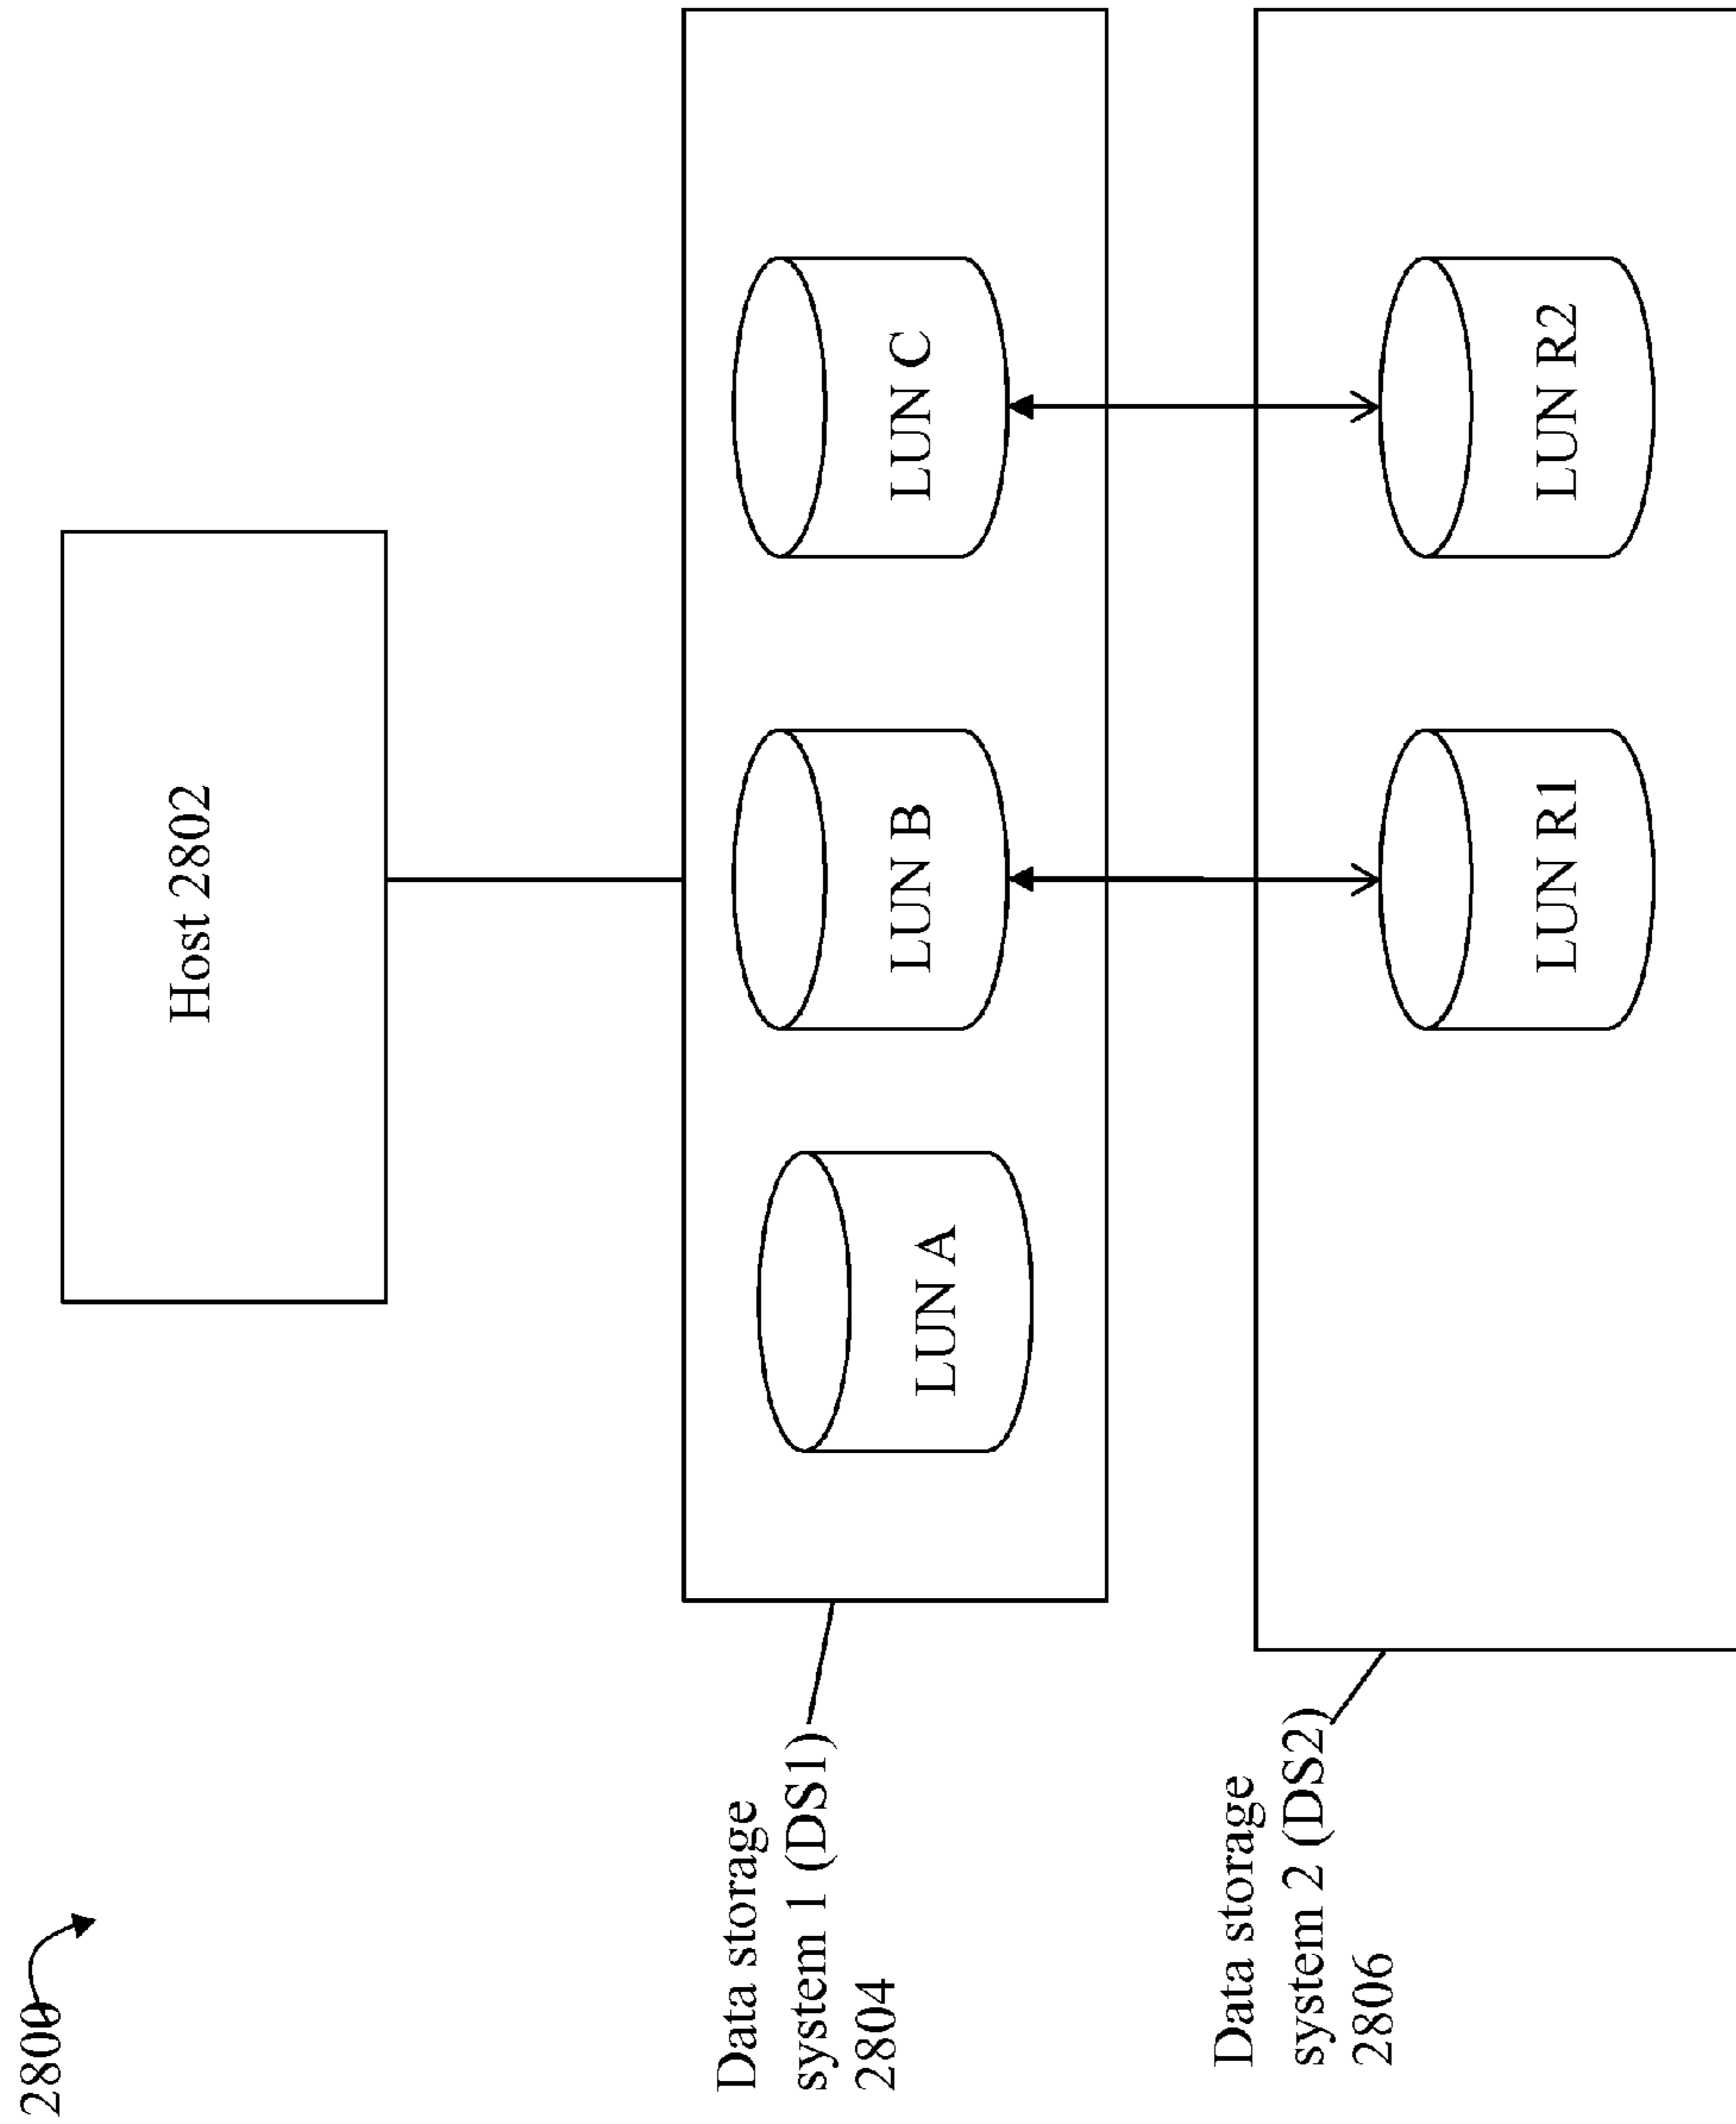 2800
Host 2802
Data storage
system 1 (DS1)
2804
LUN A
LUN B
LUN C
Data storage
system 2 (DS2)
2806
LUN R1
LUN R2